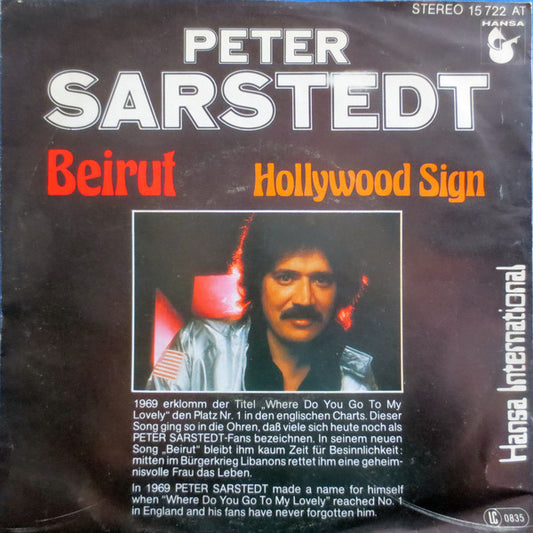 STEREO 15 722 AT
HANSA
PETER
SARSTEDT
Beirut Hollywood Sign
1969 erklomm der Titel „Where Do You Go To My
Lovely" den Platz Nr. 1 in den englischen Charts. Dieser
Song ging so in die Ohren, daß viele sich heute noch als
PETER SARSTEDT-Fans bezeichnen. In seinem neuen
Song „Beirut" bleibt ihm kaum Zeit für Besinnlichkeit:
mitten im Bürgerkrieg Libanons rettet ihm eine geheim-
nisvolle Frau das Leben.
In 1969 PETER SARSTEDT made a name for himself
when "Where Do You Go To My Lovely" reached No. 1
in England and his fans have never forgotten him.
Hansa International
LC 0835